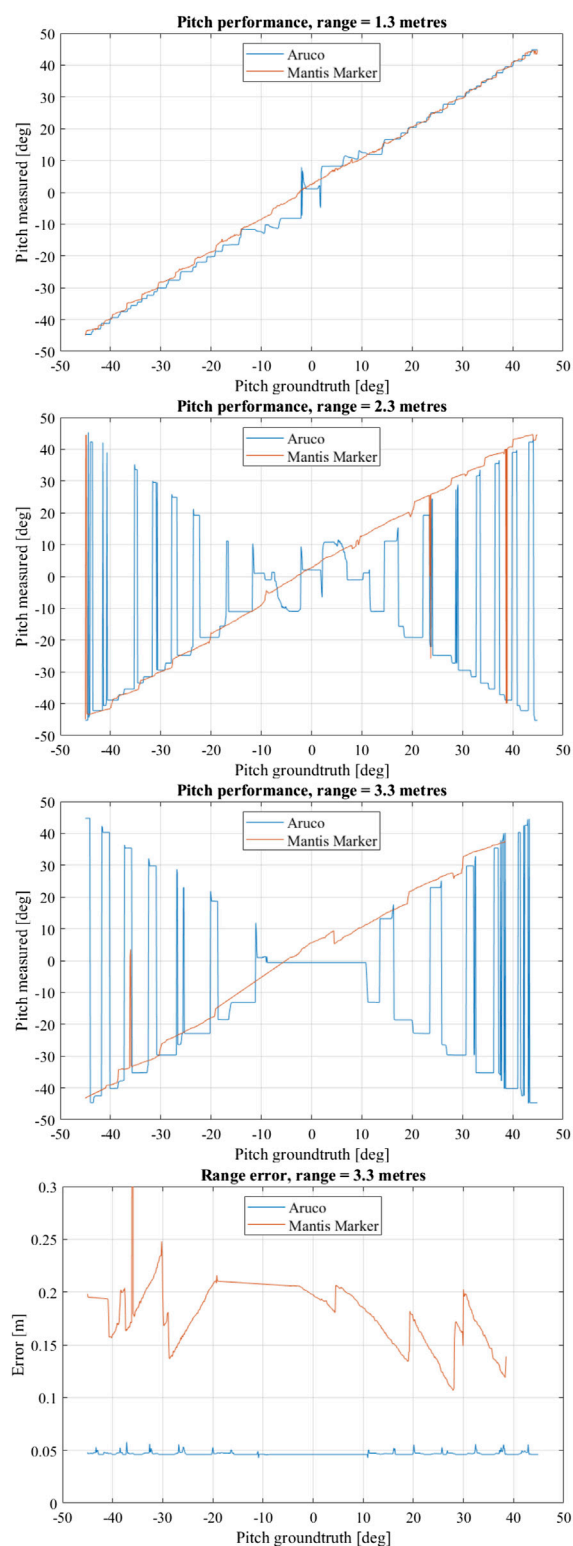 Pitch performance, range = 1.3 metres
Aruco
Mantis Marker
Pitch measured [deg]
50
40
30
20
10
0
-10
-20
-30
-40
-50
-50 -40 -30 -20 -10 0 10 20 30 40 50
Pitch groundtruth [deg]
Pitch performance, range = 2.3 metres
Aruco
Mantis Marker
Pitch measured [deg]
50
40
30
20
10
0
-10
-20
-30
-40
-50
-50 -40 -30 -20 -10 0 10 20 30 40 50
Pitch groundtruth [deg]
Pitch performance, range = 3.3 metres
Aruco
Mantis Marker
Pitch measured [deg]
50
40
30
20
10
0
-10
-20
-30
-40
-50
-50 -40 -30 -20 -10 0 10 20 30 40 50
Pitch groundtruth [deg]
Range error, range = 3.3 metres
Aruco
Mantis Marker
Error [m]
0.3
0.25
0.2
0.15
0.1
0.05
0
-50 -40 -30 -20 -10 0 10 20 30 40 50
Pitch groundtruth [deg]